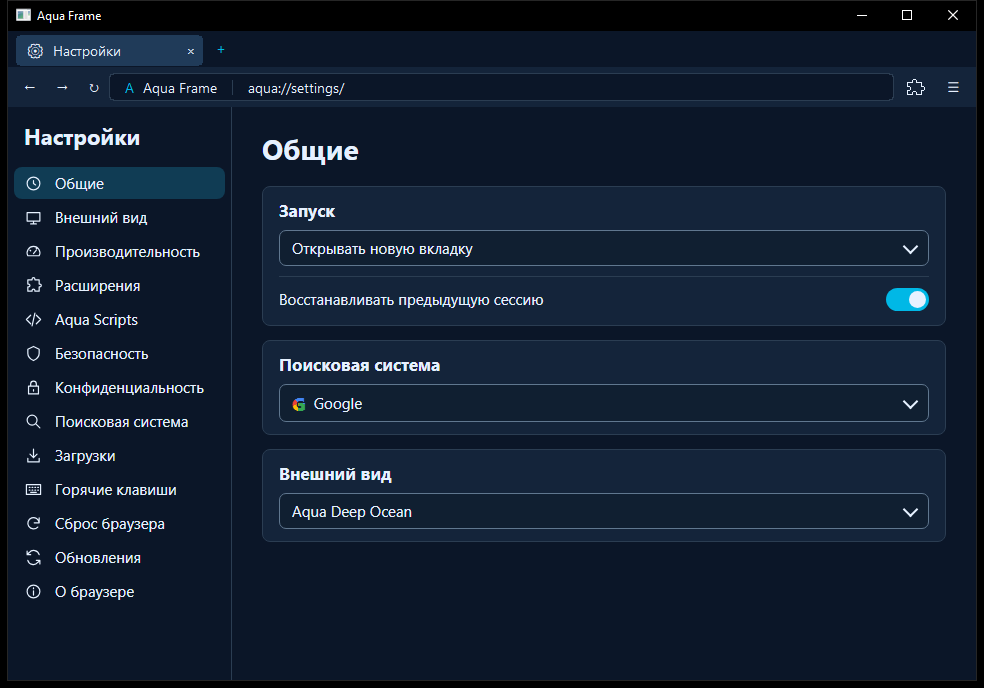 Aqua Frame
Настройки
Aqua Frame aqua://settings/
Настройки
Общие
Внешний вид
Производительность
Расширения
Aqua Scripts
Безопасность
Конфиденциальность
Поисковая система
Загрузки
Горячие клавиши
Сброс браузера
Обновления
О браузере
Общие
Запуск
Открывать новую вкладку
Восстанавливать предыдущую сессию
Поисковая система
Google
Внешний вид
Aqua Deep Ocean